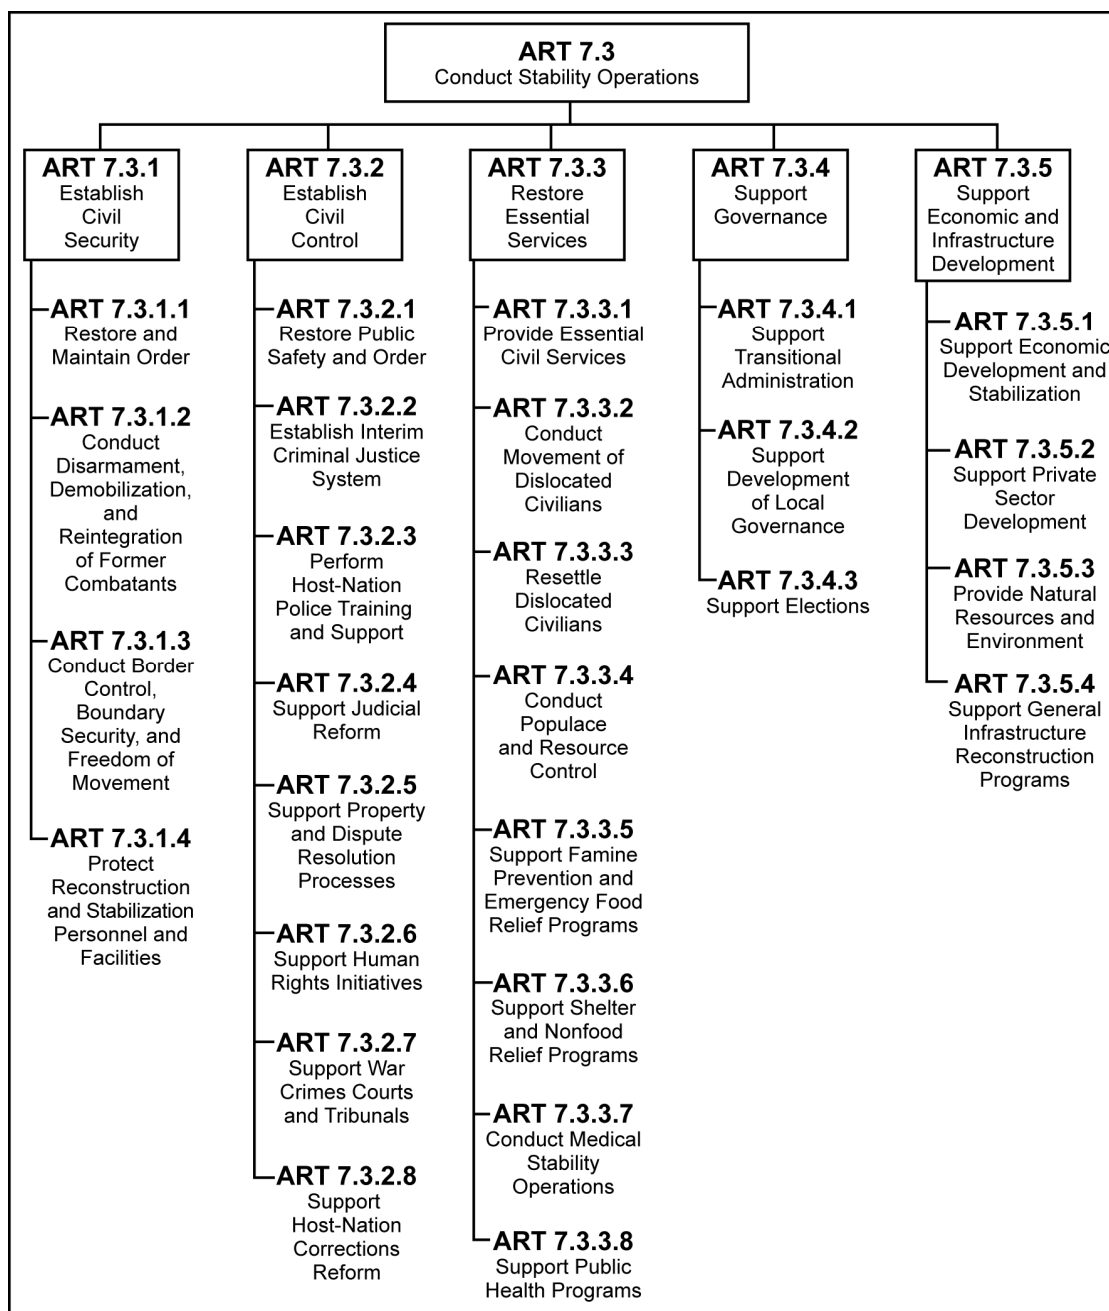 ART 7.3
Conduct Stability Operations
ART 7.3.1
Establish
Civil
Security
ART 7.3.1.1
Restore and
Maintain Order
ART 7.3.1.2
Conduct
Disarmament,
Demobilization,
and
Reintegration
of Former
Combatants
ART 7.3.1.3
Conduct Border
Control,
Boundary
Security, and
Freedom of
Movement
ART 7.3.1.4
Protect
Reconstruction
and Stabilization
Personnel and
Facilities
ART 7.3.2
Establish
Civil
Control
ART 7.3.2.1
Restore Public
Safety and Order
ART 7.3.2.2
Establish Interim
Criminal Justice
System
ART 7.3.2.3
Perform
Host-Nation
Police Training
and Support
ART 7.3.2.4
Support Judicial
Reform
ART 7.3.2.5
Support Property
and Dispute
Resolution
Processes
ART 7.3.2.6
Support Human
Rights Initiatives
ART 7.3.2.7
Support War
Crimes Courts
and Tribunals
ART 7.3.2.8
Support
Host-Nation
Corrections
Reform
ART 7.3.3
Restore
Essential
Services
ART 7.3.3.1
Provide Essential
Civil Services
ART 7.3.3.2
Conduct
Movement of
Dislocated
Civilians
ART 7.3.3.3
Resettle
Dislocated
Civilians
ART 7.3.3.4
Conduct
Populace
and Resource
Control
ART 7.3.3.5
Support Famine
Prevention and
Emergency Food
Relief Programs
ART 7.3.3.6
Support Shelter
and Nonfood
Relief Programs
ART 7.3.3.7
Conduct Medical
Stability
Operations
ART 7.3.3.8
Support Public
Health Programs
ART 7.3.4
Support
Governance
ART 7.3.4.1
Support
Transitional
Administration
ART 7.3.4.2
Support
Development
of Local
Governance
ART 7.3.4.3
Support Elections
ART 7.3.5
Support
Economic and
Infrastructure
Development
ART 7.3.5.1
Support Economic
Development and
Stabilization
ART 7.3.5.2
Support Private
Sector
Development
ART 7.3.5.3
Provide Natural
Resources and
Environment
ART 7.3.5.4
Support General
Infrastructure
Reconstruction
Programs